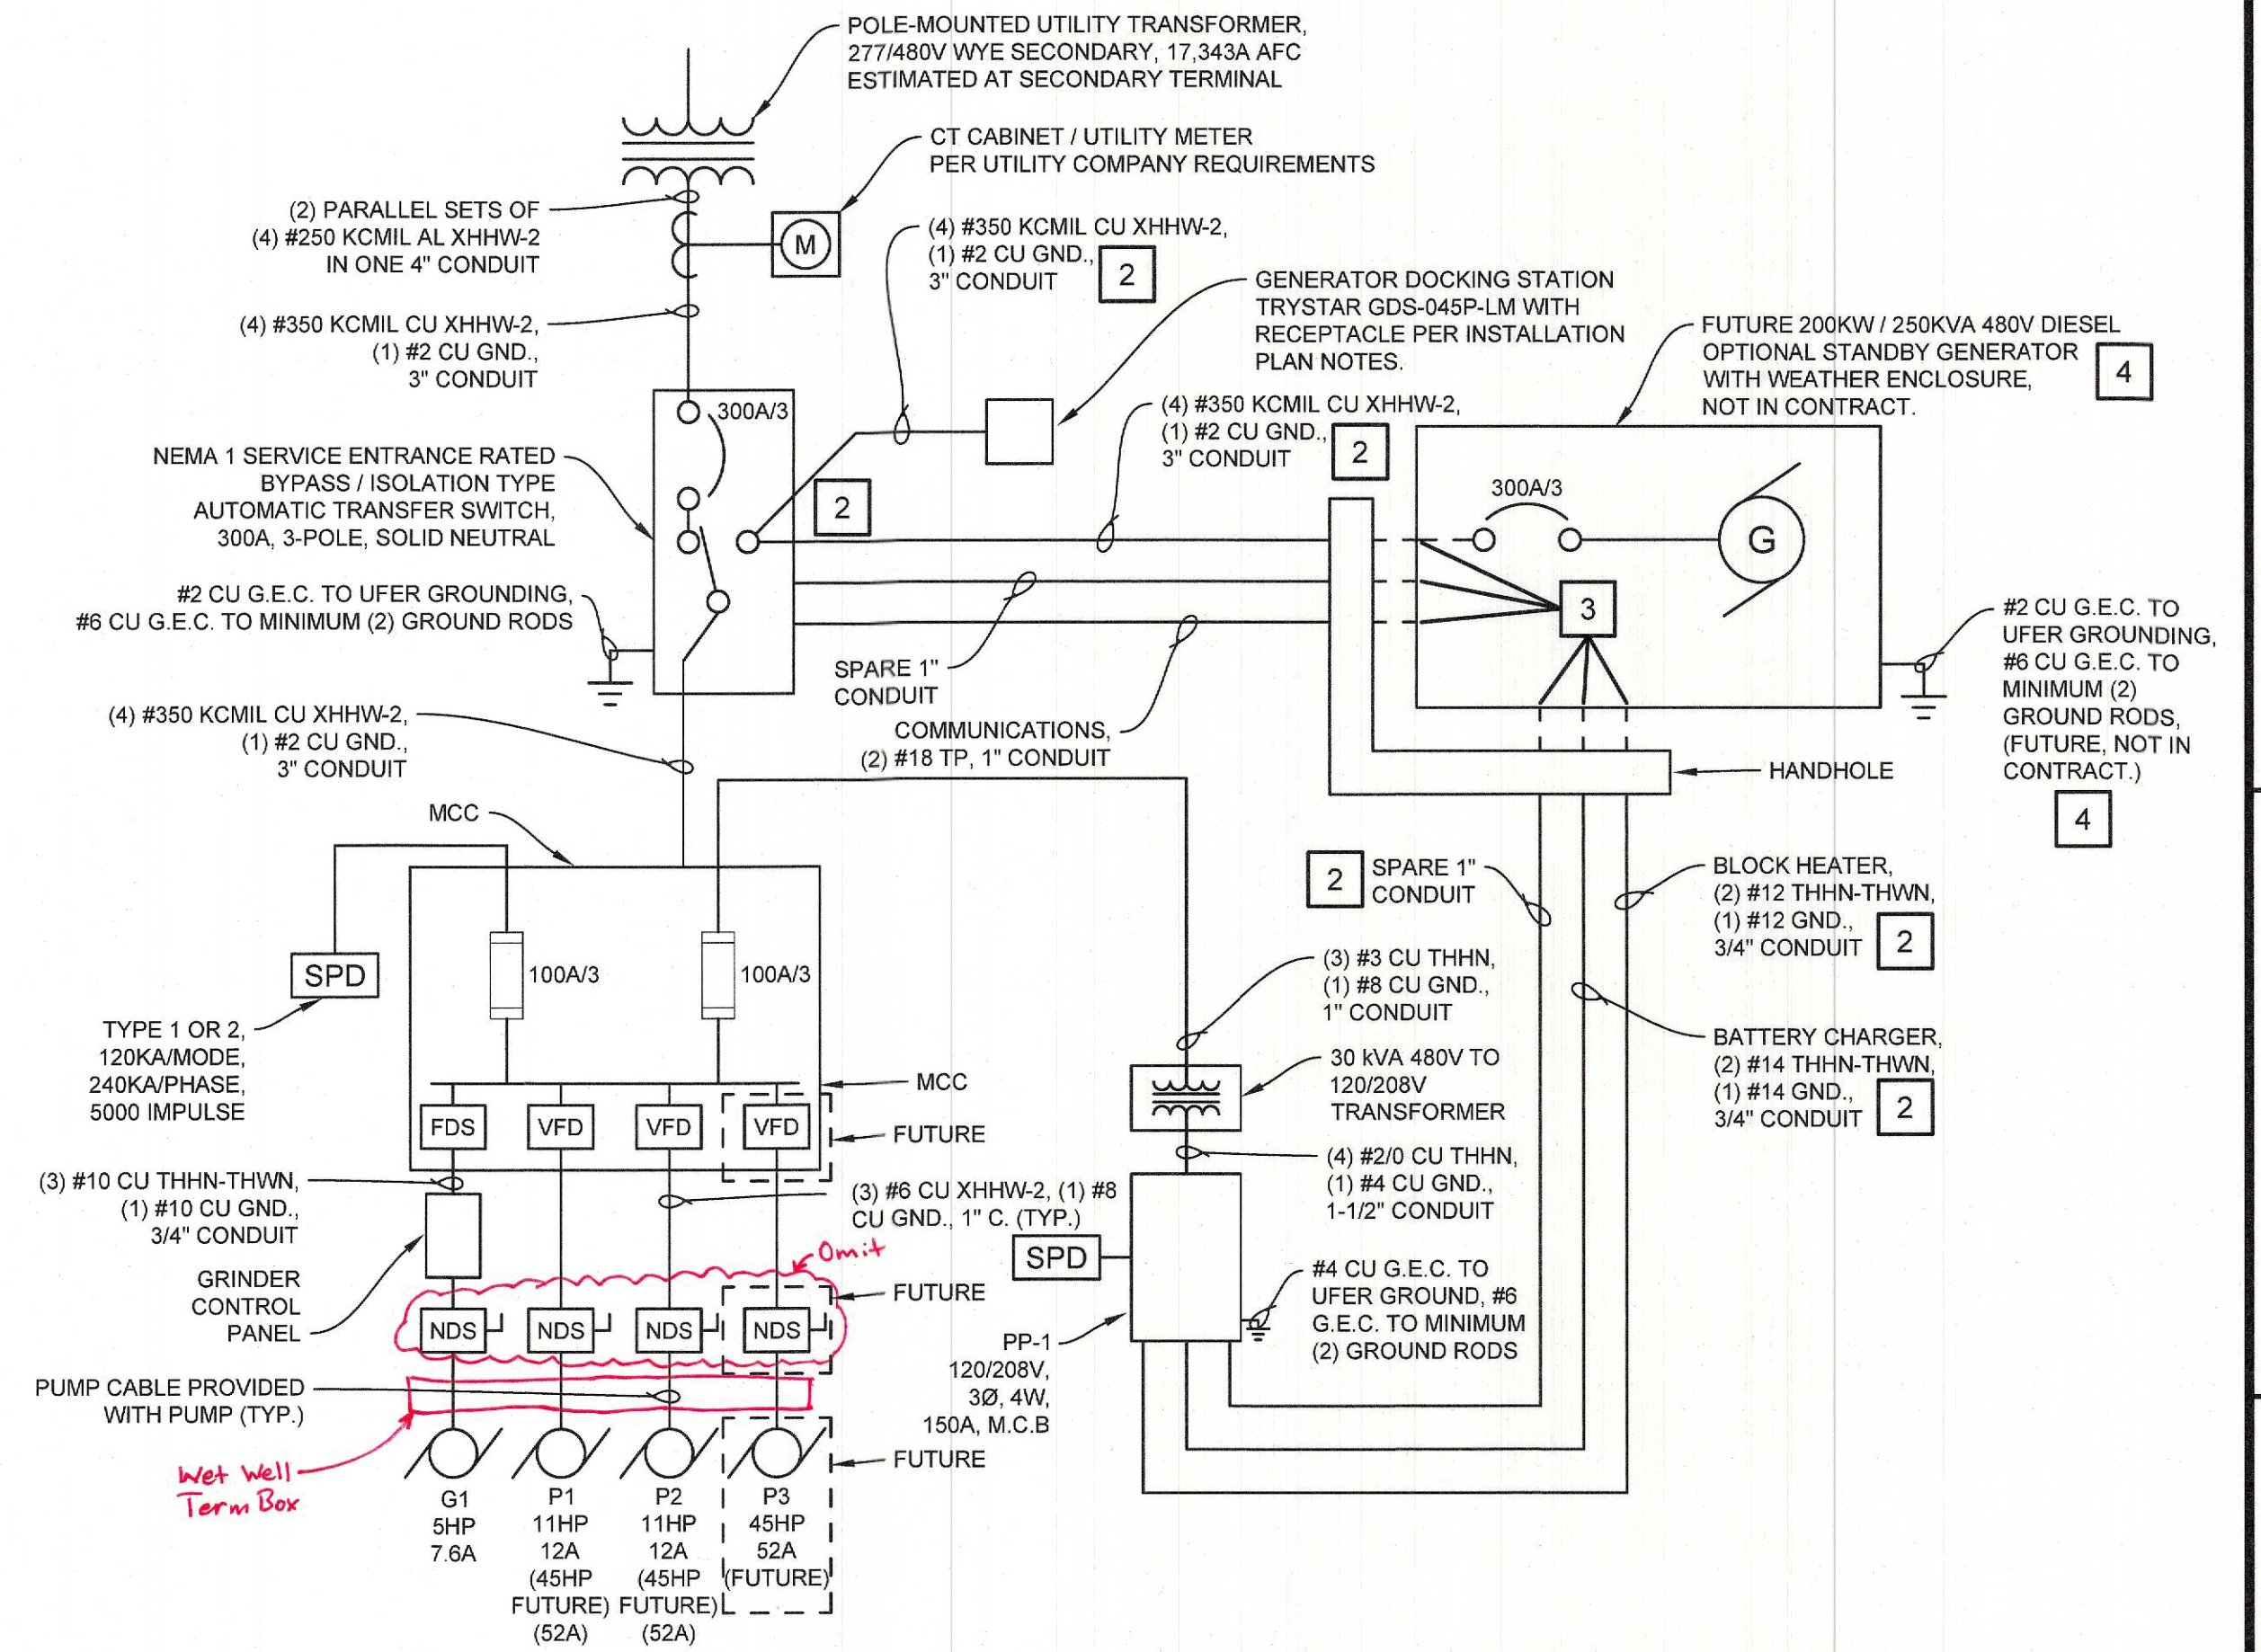 POLE-MOUNTED UTILITY TRANSFORMER,
277/480V WYE SECONDARY, 17,343A AFC
ESTIMATED AT SECONDARY TERMINAL
CT CABINET / UTILITY METER
PER UTILITY COMPANY REQUIREMENTS
(2) PARALLEL SETS OF
(4) #250 KCMIL AL XHHW-2
IN ONE 4" CONDUIT
M
(4) #350 KCMIL CU XHHW-2,
(1) #2 CU GND.,
3" CONDUIT
2
GENERATOR DOCKING STATION
TRYSTAR GDS-045P-LM WITH
RECEPTACLE PER INSTALLATION
PLAN NOTES.
(4) #350 KCMIL CU XHHW-2,
(1) #2 CU GND.,
3" CONDUIT
FUTURE 200KW / 250KVA 480V DIESEL
OPTIONAL STANDBY GENERATOR
WITH WEATHER ENCLOSURE,
NOT IN CONTRACT.
4
300A/3
(4) #350 KCMIL CU XHHW-2,
(1) #2 CU GND.,
3" CONDUIT
2
NEMA 1 SERVICE ENTRANCE RATED
BYPASS / ISOLATION TYPE
AUTOMATIC TRANSFER SWITCH,
300A, 3-POLE, SOLID NEUTRAL
2
300A/3
G
3
#2 CU G.E.C. TO UFER GROUNDING,
#6 CU G.E.C. TO MINIMUM (2) GROUND RODS
#2 CU G.E.C. TO
UFER GROUNDING,
#6 CU G.E.C. TO
MINIMUM (2)
GROUND RODS,
(FUTURE, NOT IN
CONTRACT.)
4
SPARE 1"
CONDUIT
COMMUNICATIONS,
(2) #18 TP, 1" CONDUIT
(4) #350 KCMIL CU XHHW-2,
(1) #2 CU GND.,
3" CONDUIT
HANDHOLE
MCC
2
SPARE 1"
CONDUIT
BLOCK HEATER,
(2) #12 THHN-THWN,
(1) #12 GND.,
3/4" CONDUIT
2
SPD
100A/3
100A/3
(3) #3 CU THHN,
(1) #8 CU GND.,
1" CONDUIT
TYPE 1 OR 2,
120KA/MODE,
240KA/PHASE,
5000 IMPULSE
BATTERY CHARGER,
(2) #14 THHN-THWN,
(1) #14 GND.,
3/4" CONDUIT
2
30 kVA 480V TO
120/208V
TRANSFORMER
MCC
FDS
VFD
VFD
VFD
FUTURE
(4) #2/0 CU THHN,
(1) #4 CU GND.,
1-1/2" CONDUIT
(3) #10 CU THHN-THWN,
(1) #10 CU GND.,
3/4" CONDUIT
(3) #6 CU XHHW-2, (1) #8
CU GND., 1" C. (TYP.)
SPD
Omit
GRINDER
CONTROL
PANEL
FUTURE
#4 CU G.E.C. TO
UFER GROUND, #6
G.E.C. TO MINIMUM
(2) GROUND RODS
NDS
NDS
NDS
NDS
PP-1
120/208V,
3Ø, 4W,
150A, M.C.B
PUMP CABLE PROVIDED
WITH PUMP (TYP.)
FUTURE
Wet Well
Term Box
G1
5HP
7.6A
P1
11HP
12A
(45HP
FUTURE)
(52A)
P2
11HP
12A
(45HP
FUTURE)
(52A)
P3
45HP
52A
(FUTURE)